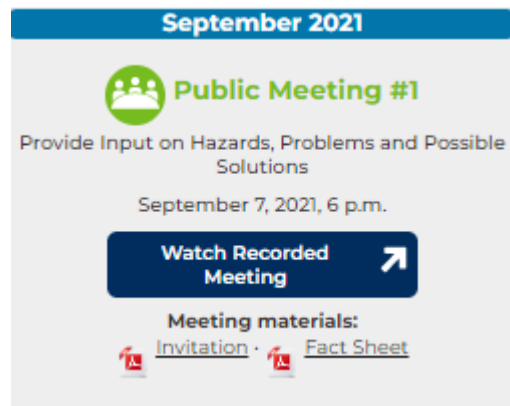 September 2021
Public Meeting #1
Provide Input on Hazards, Problems and Possible
Solutions
September 7, 2021, 6 p.m.
Watch Recorded
Meeting
Meeting materials:
Invitation · Fact Sheet